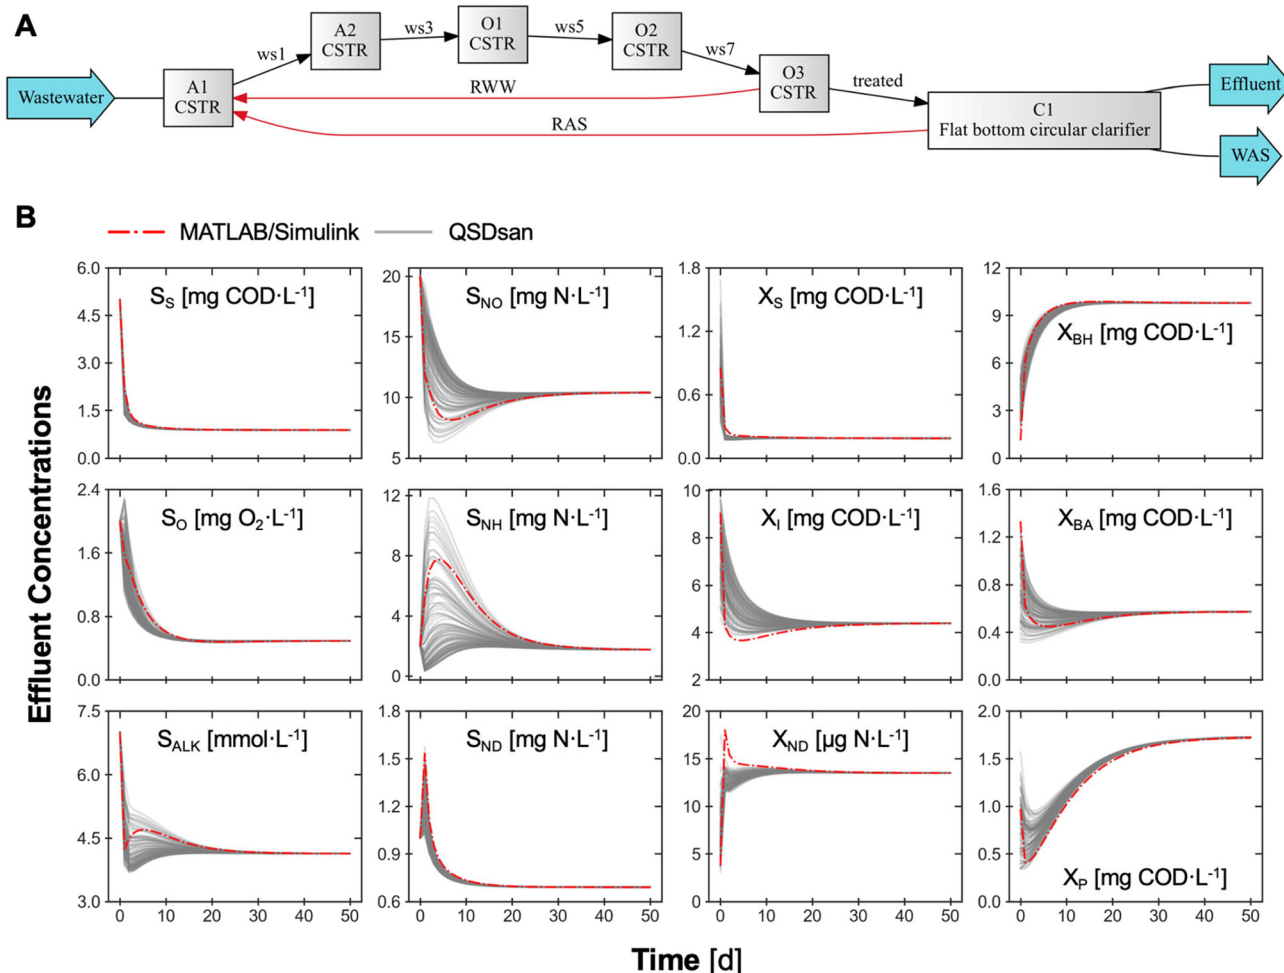 A
Wastewater
A1
CSTR
ws1
A2
CSTR
ws3
O1
CSTR
ws5
O2
CSTR
ws7
O3
CSTR
treated
RWW
RAS
C1
Flat bottom circular clarifier
Effluent
WAS
B
MATLAB/Simulink
QSDsan
Effluent Concentrations
6.0
4.5
3.0
1.5
0.0
S_S [mg COD·L⁻¹]
20
15
10
5
S_NO [mg N·L⁻¹]
1.8
1.2
0.6
0.0
X_S [mg COD·L⁻¹]
12
9
6
3
0
X_BH [mg COD·L⁻¹]
2.4
1.6
0.8
0.0
S_O [mg O₂·L⁻¹]
12
8
4
0
S_NH [mg N·L⁻¹]
10
8
6
4
2
X_I [mg COD·L⁻¹]
1.6
1.2
0.8
0.4
0.0
X_BA [mg COD·L⁻¹]
7.5
6.0
4.5
3.0
S_ALK [mmol·L⁻¹]
0 10 20 30 40 50
1.8
1.5
1.2
0.9
0.6
S_ND [mg N·L⁻¹]
0 10 20 30 40 50
20
15
10
5
0
X_ND [µg N·L⁻¹]
0 10 20 30 40 50
2.0
1.5
1.0
0.5
0.0
X_P [mg COD·L⁻¹]
0 10 20 30 40 50
Time [d]